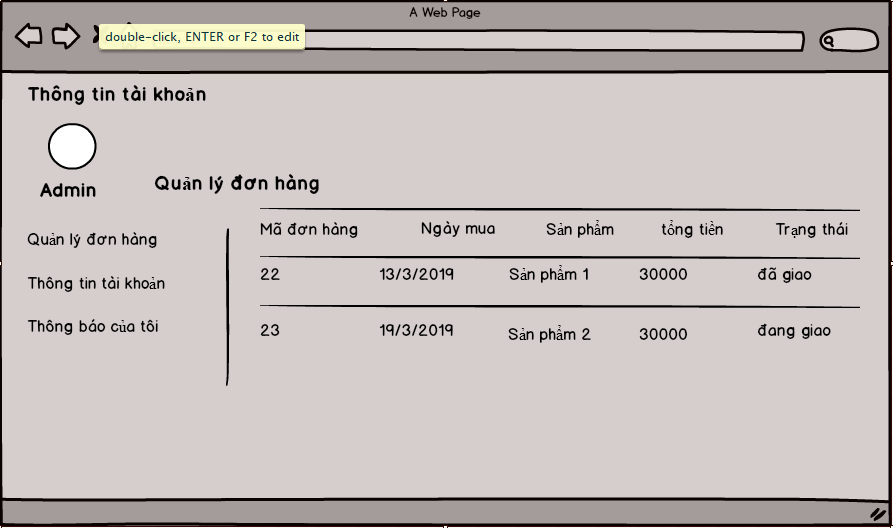 A Web Page
double-click, ENTER or F2 to edit
Thông tin tài khoản
Admin
Quản lý đơn hàng
Quản lý đơn hàng
Thông tin tài khoản
Thông báo của tôi
Mã đơn hàng Ngày mua Sản phẩm tổng tiền Trạng thái
22 13/3/2019 Sản phẩm 1 30000 đã giao
23 19/3/2019 Sản phẩm 2 30000 đang giao